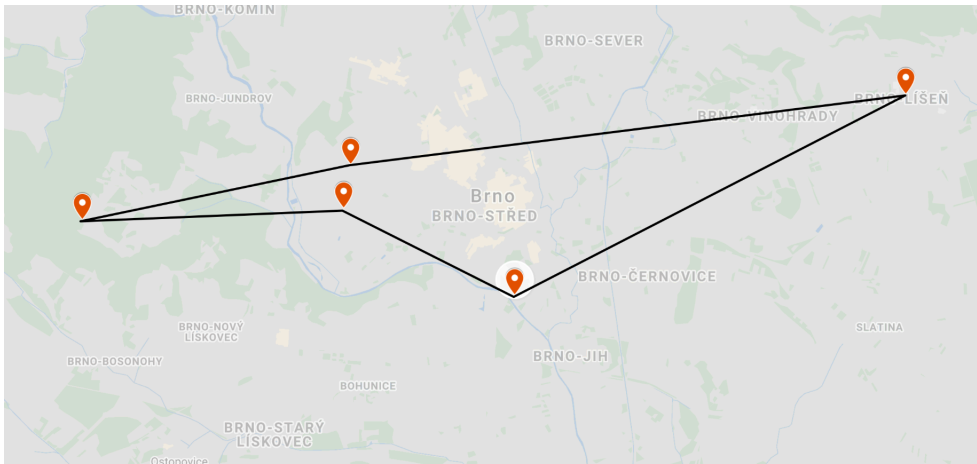 BRNO-KOMÍN
BRNO-SEVER
BRNO-JUNDROV
BRNO-LÍŠEŇ
BRNO-VINOHRADY
Brno
BRNO-STŘED
BRNO-ČERNOVICE
BRNO-NOVÝ
LÍSKOVEC
SLATINA
BRNO-BOSONOHY
BRNO-JIH
BOHUNICE
BRNO-STARÝ
LÍSKOVEC
Ostopovice